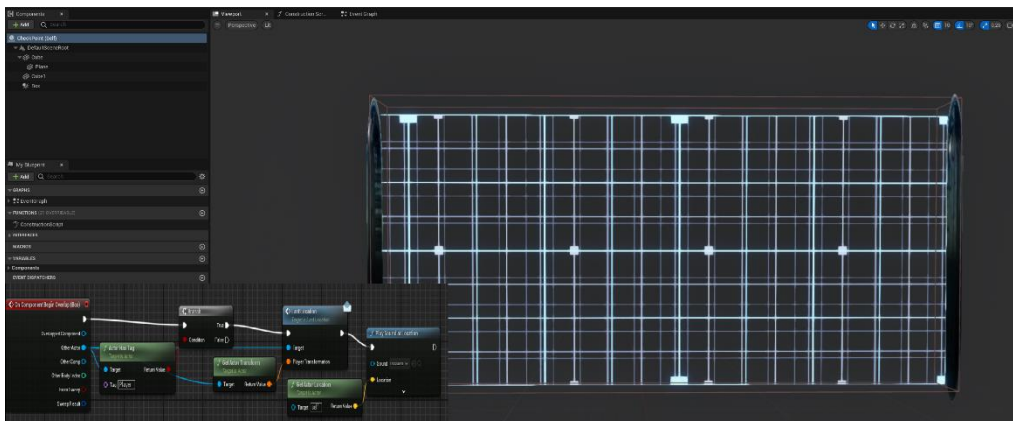 Components
+ Add
Search
CheckPoint (Self)
DefaultSceneRoot
Cube
Plane
Cube1
Box
My Blueprint
+ Add
Search
GRAPHS
EventGraph
FUNCTIONS
ConstructionScript
INTERFACES
MACROS
VARIABLES
Components
EVENT DISPATCHERS
Viewport
Construction Scr...
Event Graph
Perspective
On Component Begin Overlap (Box)
Overlapped Component
Other Actor
Other Comp
Other Body Index
From Sweep
Sweep Result
Actor Has Tag
Target is Actor
Target
Return Value
Tag
Player
Branch
Condition
True
False
Get Actor Transform
Target is Actor
Target
Return Value
Target
Player Transformation
Get Actor Location
Target is Actor
Target
self
Return Value
Play Sound at Location
Sound
Location